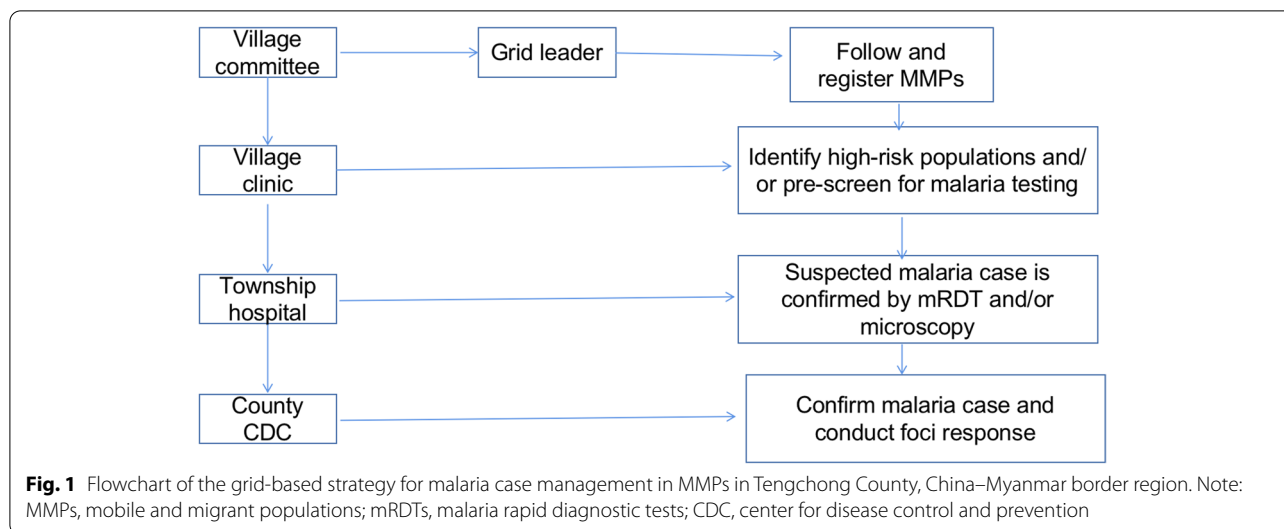 Village
committee
Grid leader
Follow and
register MMPs
Village
clinic
Identify high-risk populations and/
or pre-screen for malaria testing
Township
hospital
Suspected malaria case is
confirmed by mRDT and/or
microscopy
County
CDC
Confirm malaria case and
conduct foci response
Fig. 1 Flowchart of the grid-based strategy for malaria case management in MMPs in Tengchong County, China–Myanmar border region. Note:
MMPs, mobile and migrant populations; mRDTs, malaria rapid diagnostic tests; CDC, center for disease control and prevention